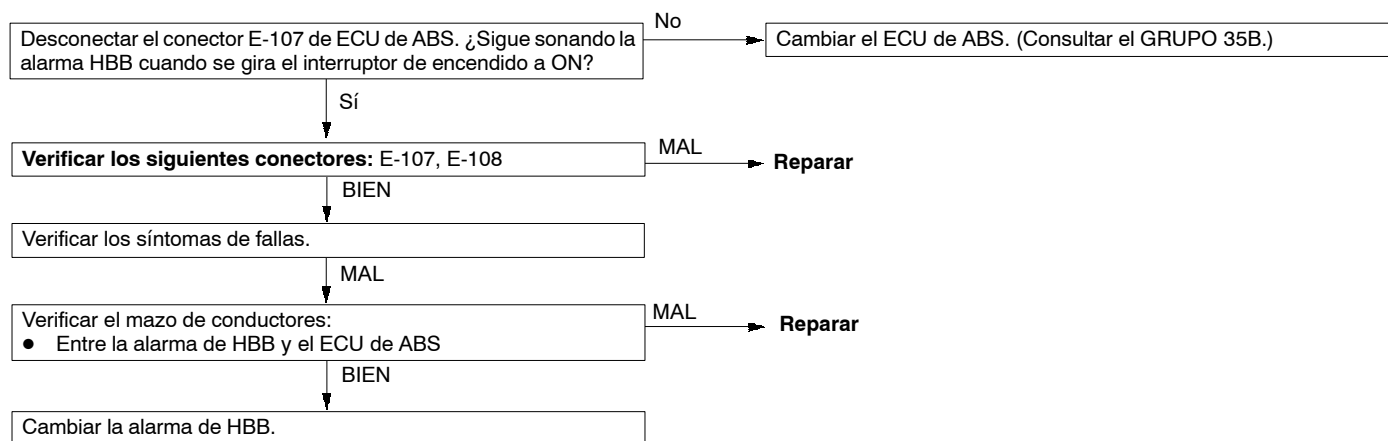 Desconectar el conector E-107 de ECU de ABS. ¿Sigue sonando la
alarma HBB cuando se gira el interruptor de encendido a ON?
No
Cambiar el ECU de ABS. (Consultar el GRUPO 35B.)
Sí
Verificar los siguientes conectores: E-107, E-108
MAL
Reparar
BIEN
Verificar los síntomas de fallas.
MAL
Verificar el mazo de conductores:
● Entre la alarma de HBB y el ECU de ABS
MAL
Reparar
BIEN
Cambiar la alarma de HBB.